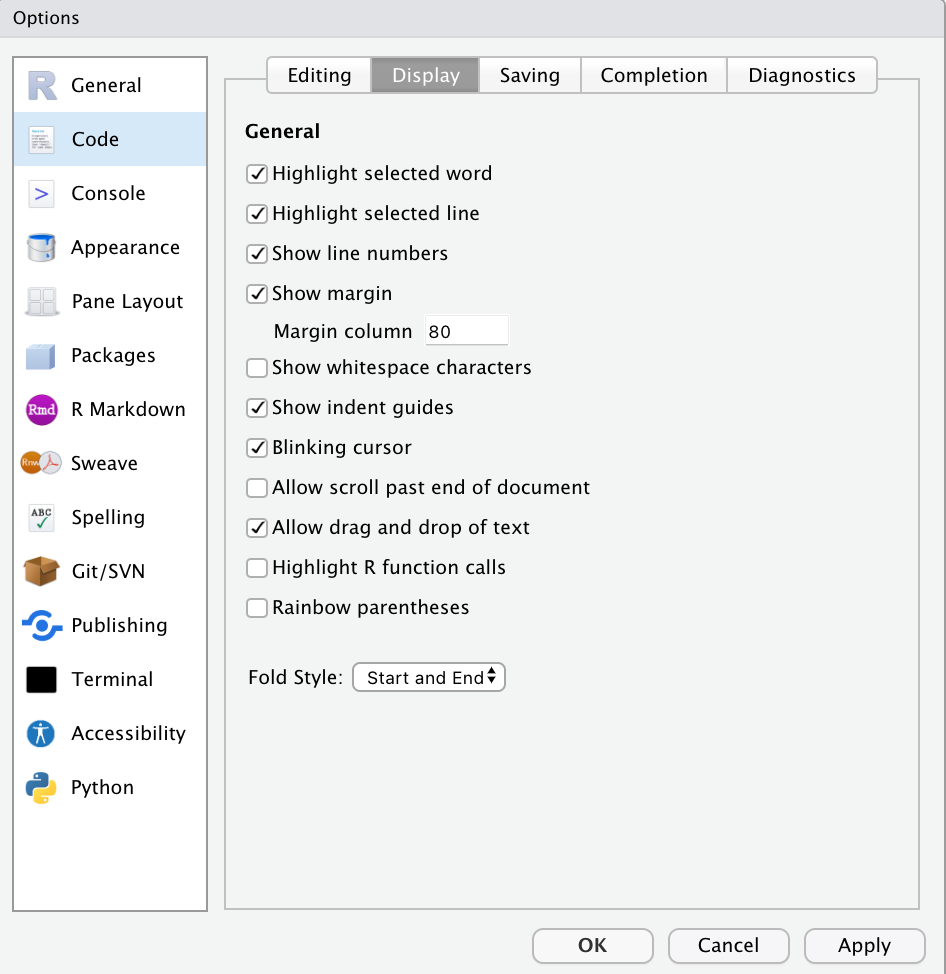 Options
General
Code
Console
Appearance
Pane Layout
Packages
Rmd R Markdown
Rnw Sweave
ABC Spelling
Git/SVN
Publishing
Terminal
Accessibility
Python
Editing Display Saving Completion Diagnostics
General
Highlight selected word
Highlight selected line
Show line numbers
Show margin
Margin column 80
Show whitespace characters
Show indent guides
Blinking cursor
Allow scroll past end of document
Allow drag and drop of text
Highlight R function calls
Rainbow parentheses
Fold Style: Start and End
OK Cancel Apply